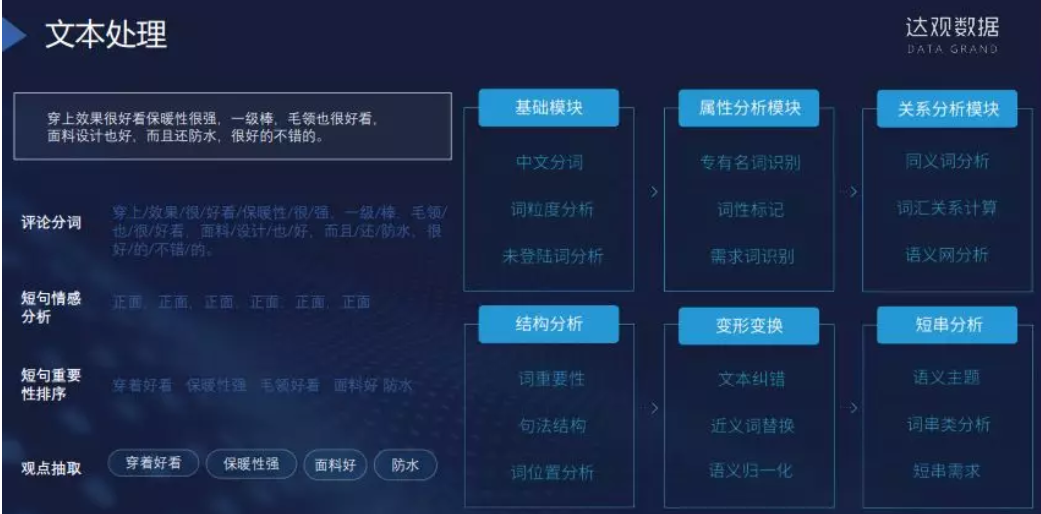 文本处理
达观数据
DATA GRAND
穿上效果很好看保暖性很强，一级棒，毛领也很好看，
面料设计也好，而且还防水，很好的不错的。
评论分词
穿上/效果/很/好看/保暖性/很/强，一级/棒，毛领/
也/很/好看，面料/设计/也/好，而且/还/防水，很
好/的/不错/的。
短句情感
分析
正面，正面，正面，正面，正面，正面
短句重要
性排序
穿着好看 保暖性强 毛领好看 面料好 防水
观点抽取
穿着好看 保暖性强 面料好 防水
基础模块
中文分词
词粒度分析
未登陆词分析
属性分析模块
专有名词识别
词性标记
需求词识别
关系分析模块
同义词分析
词汇关系计算
语义网分析
结构分析
词重要性
句法结构
词位置分析
变形变换
文本纠错
近义词替换
语义归一化
短串分析
语义主题
词串类分析
短串需求